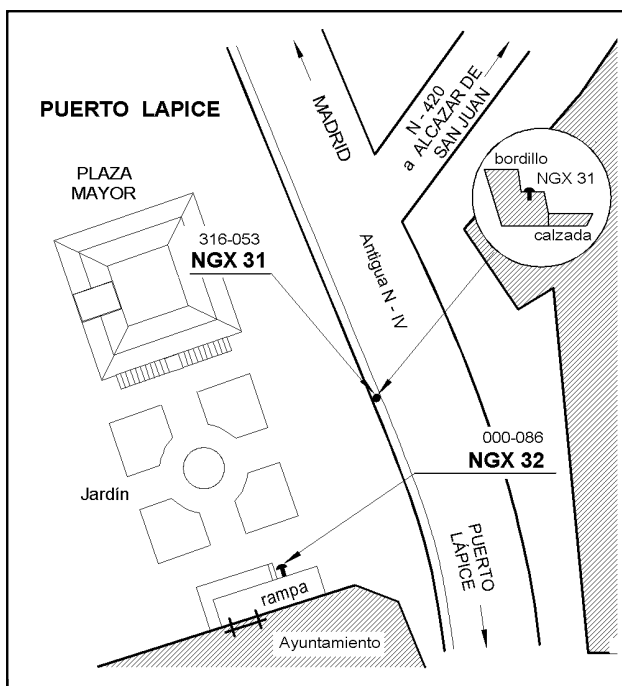 PUERTO LAPICE
PLAZA
MAYOR
MADRID
N - 420
a ALCAZAR DE
SAN JUAN
bordillo
NGX 31
calzada
316-053
NGX 31
Antigua N - IV
000-086
NGX 32
Jardín
PUERTO
LÁPICE
rampa
Ayuntamiento